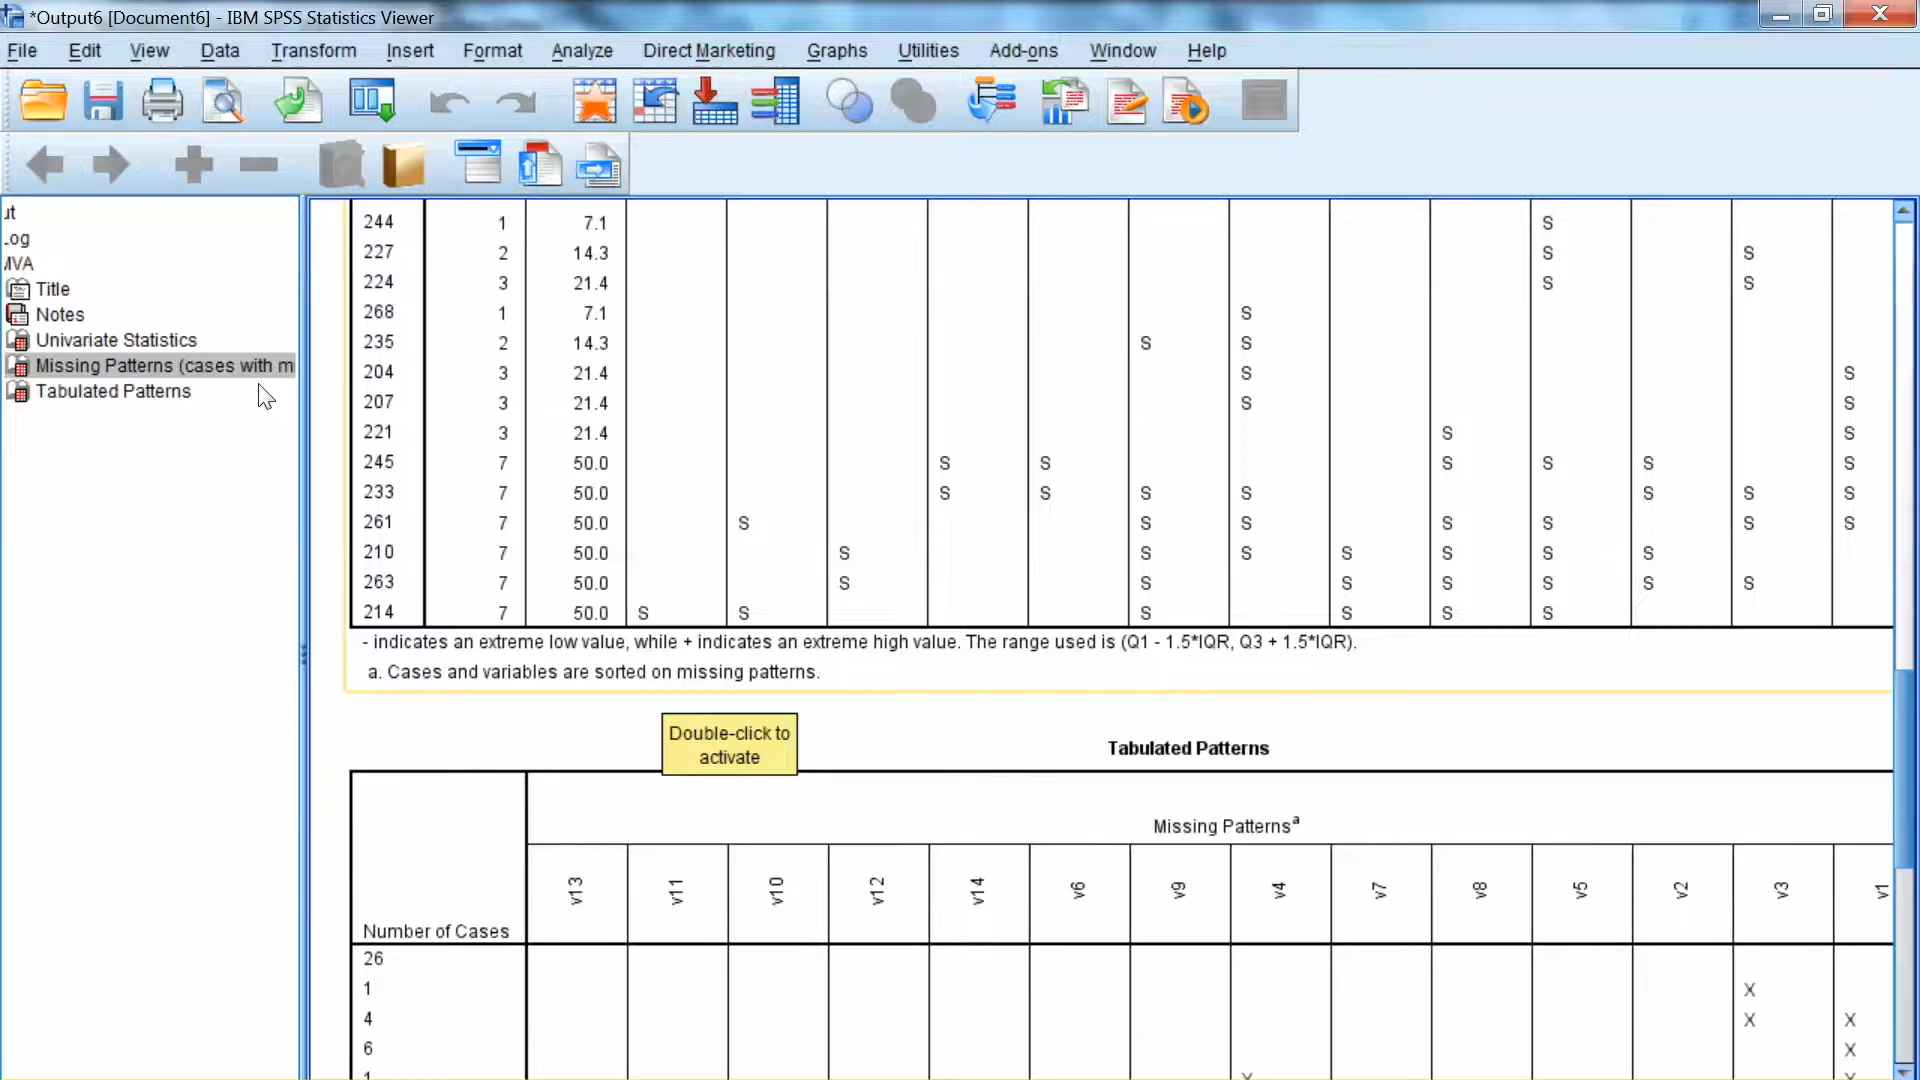 *Output6 [Document6] - IBM SPSS Statistics Viewer
File Edit View Data Transform Insert Format Analyze Direct Marketing Graphs Utilities Add-ons Window Help
Log
MVA
Title
Notes
Univariate Statistics
Missing Patterns (cases with m
Tabulated Patterns
244 1 7.1 S
227 2 14.3 S S
224 3 21.4 S S
268 1 7.1 S
235 2 14.3 S S
204 3 21.4 S S
207 3 21.4 S S
221 3 21.4 S S
245 7 50.0 S S S S S S
233 7 50.0 S S S S S S S
261 7 50.0 S S S S S S S
210 7 50.0 S S S S S S S
263 7 50.0 S S S S S S S
214 7 50.0 S S S S S S
- indicates an extreme low value, while + indicates an extreme high value. The range used is (Q1 - 1.5*IQR, Q3 + 1.5*IQR).
a. Cases and variables are sorted on missing patterns.
Double-click to
activate
Tabulated Patterns
Missing Patternsa
Number of Cases v13 v11 v10 v12 v14 v6 v9 v4 v7 v8 v5 v2 v3 v1
26
1 X
4 X X
6 X
1 X X